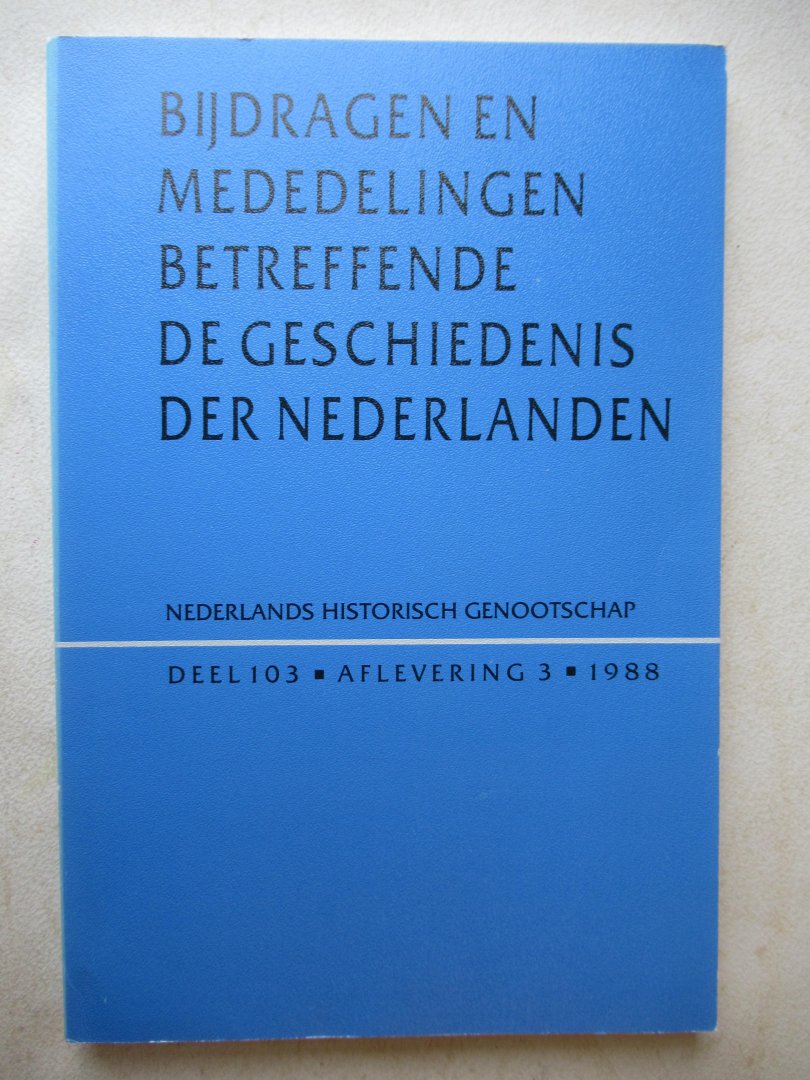 BIJDRAGEN EN
MEDEDELINGEN
BETREFFENDE
DE GESCHIEDENIS
DER NEDERLANDEN
NEDERLANDS HISTORISCH GENOOTSCHAP
DEEL 103 ▪ AFLEVERING 3 ▪ 1988